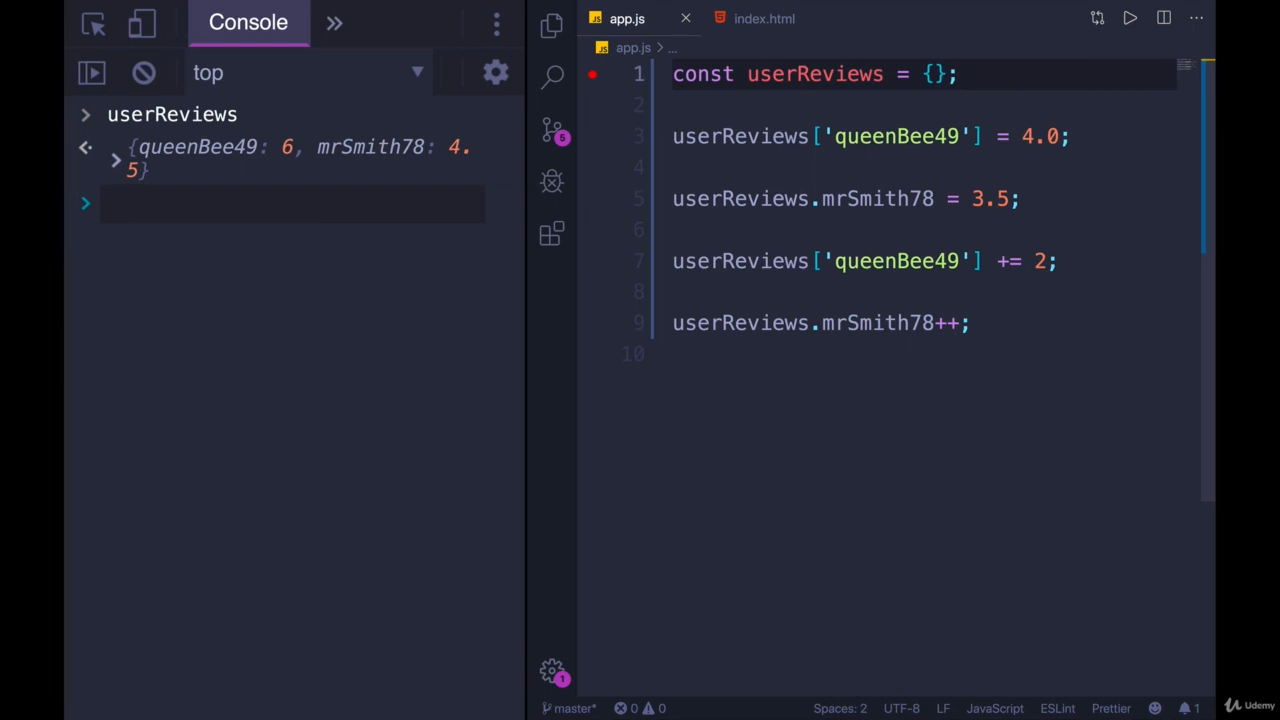 Console
top
userReviews
{queenBee49: 6, mrSmith78: 4.
5}
app.js
index.html
app.js > ...
1 const userReviews = {};
2
3 userReviews['queenBee49'] = 4.0;
4
5 userReviews.mrSmith78 = 3.5;
6
7 userReviews['queenBee49'] += 2;
8
9 userReviews.mrSmith78++;
10
5
1
master* 0 0 Spaces: 2 UTF-8 LF JavaScript ESLint Prettier 1
Udemy